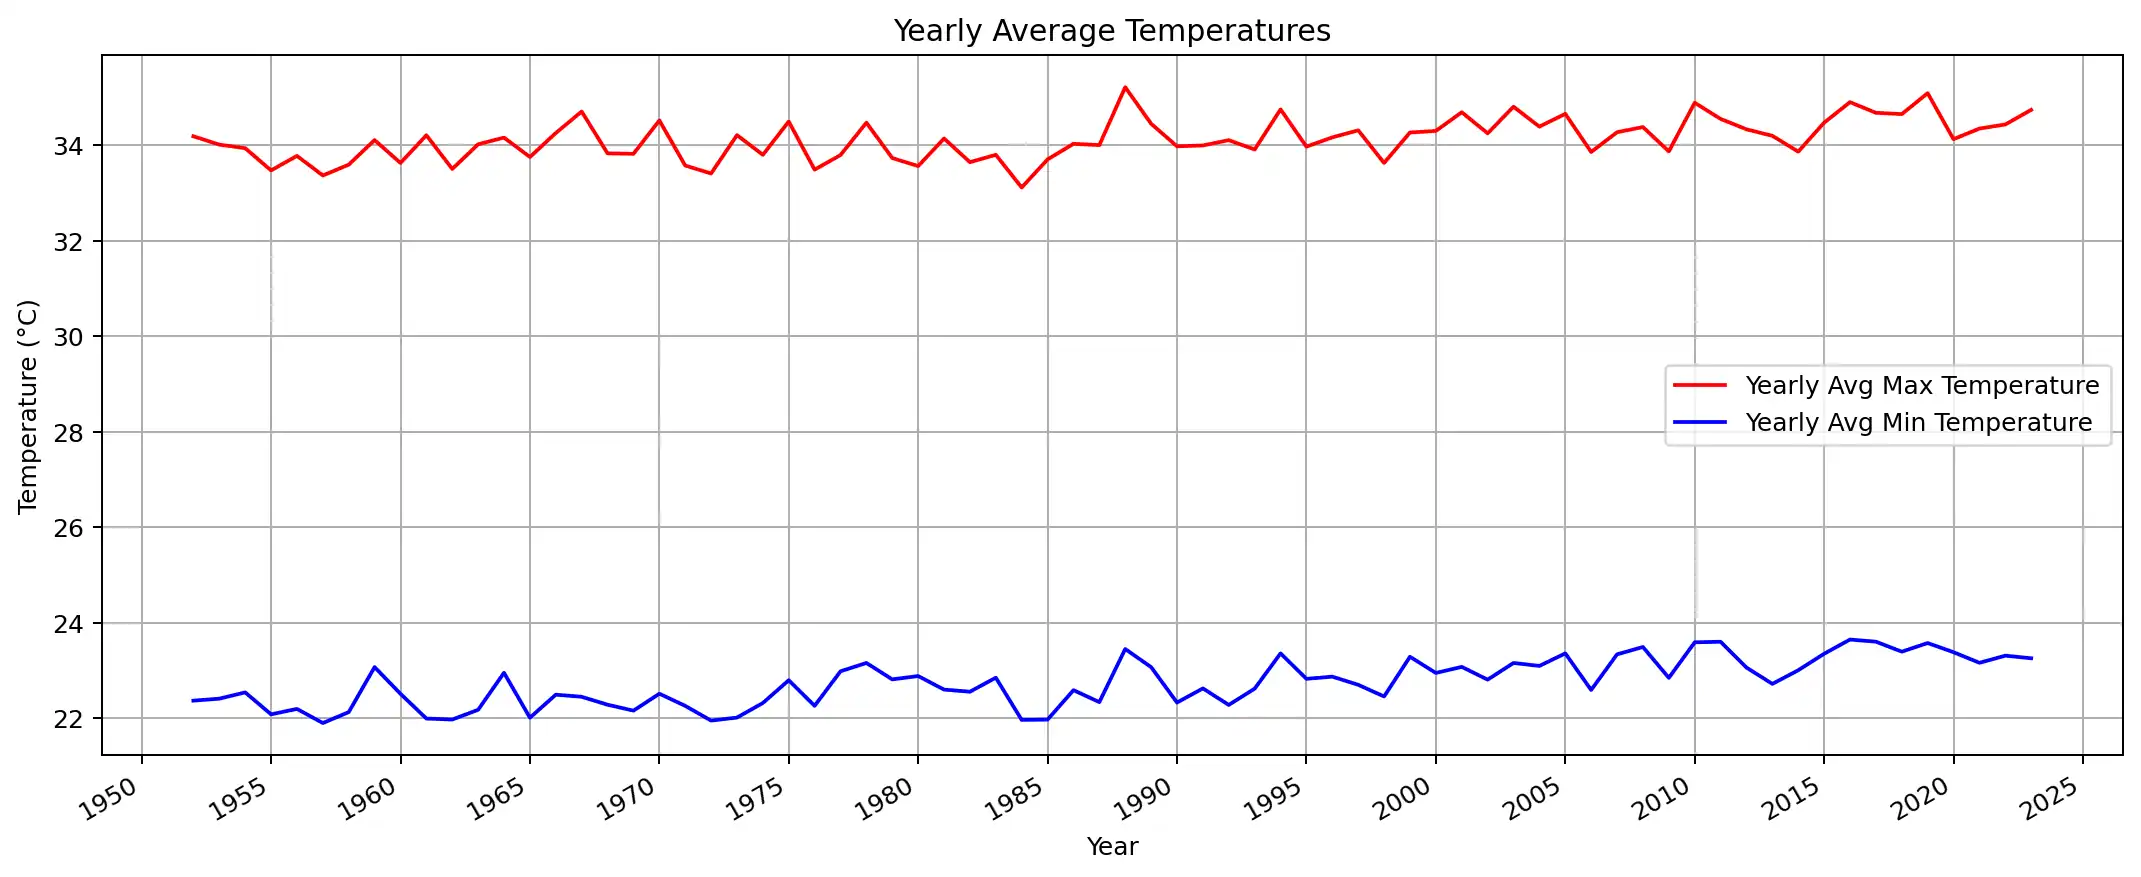 Yearly Average Temperatures
Temperature (°C)
34
32
30
28
26
24
22
Yearly Avg Max Temperature
Yearly Avg Min Temperature
1950 1955 1960 1965 1970 1975 1980 1985 1990 1995 2000 2005 2010 2015 2020 2025
Year